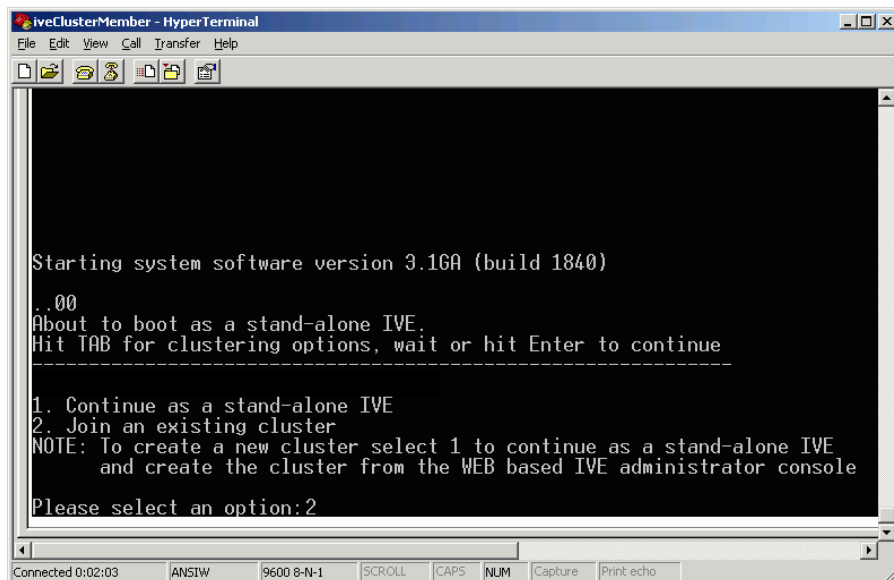 iveClusterMember - HyperTerminal
File Edit View Call Transfer Help
Starting system software version 3.1GA (build 1840)
..00
About to boot as a stand-alone IVE.
Hit TAB for clustering options, wait or hit Enter to continue
--------------------------------------------------------------
1. Continue as a stand-alone IVE
2. Join an existing cluster
NOTE: To create a new cluster select 1 to continue as a stand-alone IVE
and create the cluster from the WEB based IVE administrator console
Please select an option:2
Connected 0:02:03 ANSIW 9600 8-N-1 SCROLL CAPS NUM Capture Print echo